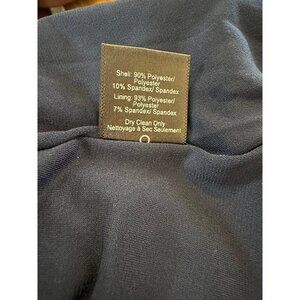 Shell: 90% Polyester/
Polyester
10% Spandex/ Spandex
Lining: 93% Polyester/
Polyester
7% Spandex/ Spandex
Dry Clean Only
Nettoyage à Sec Seulement